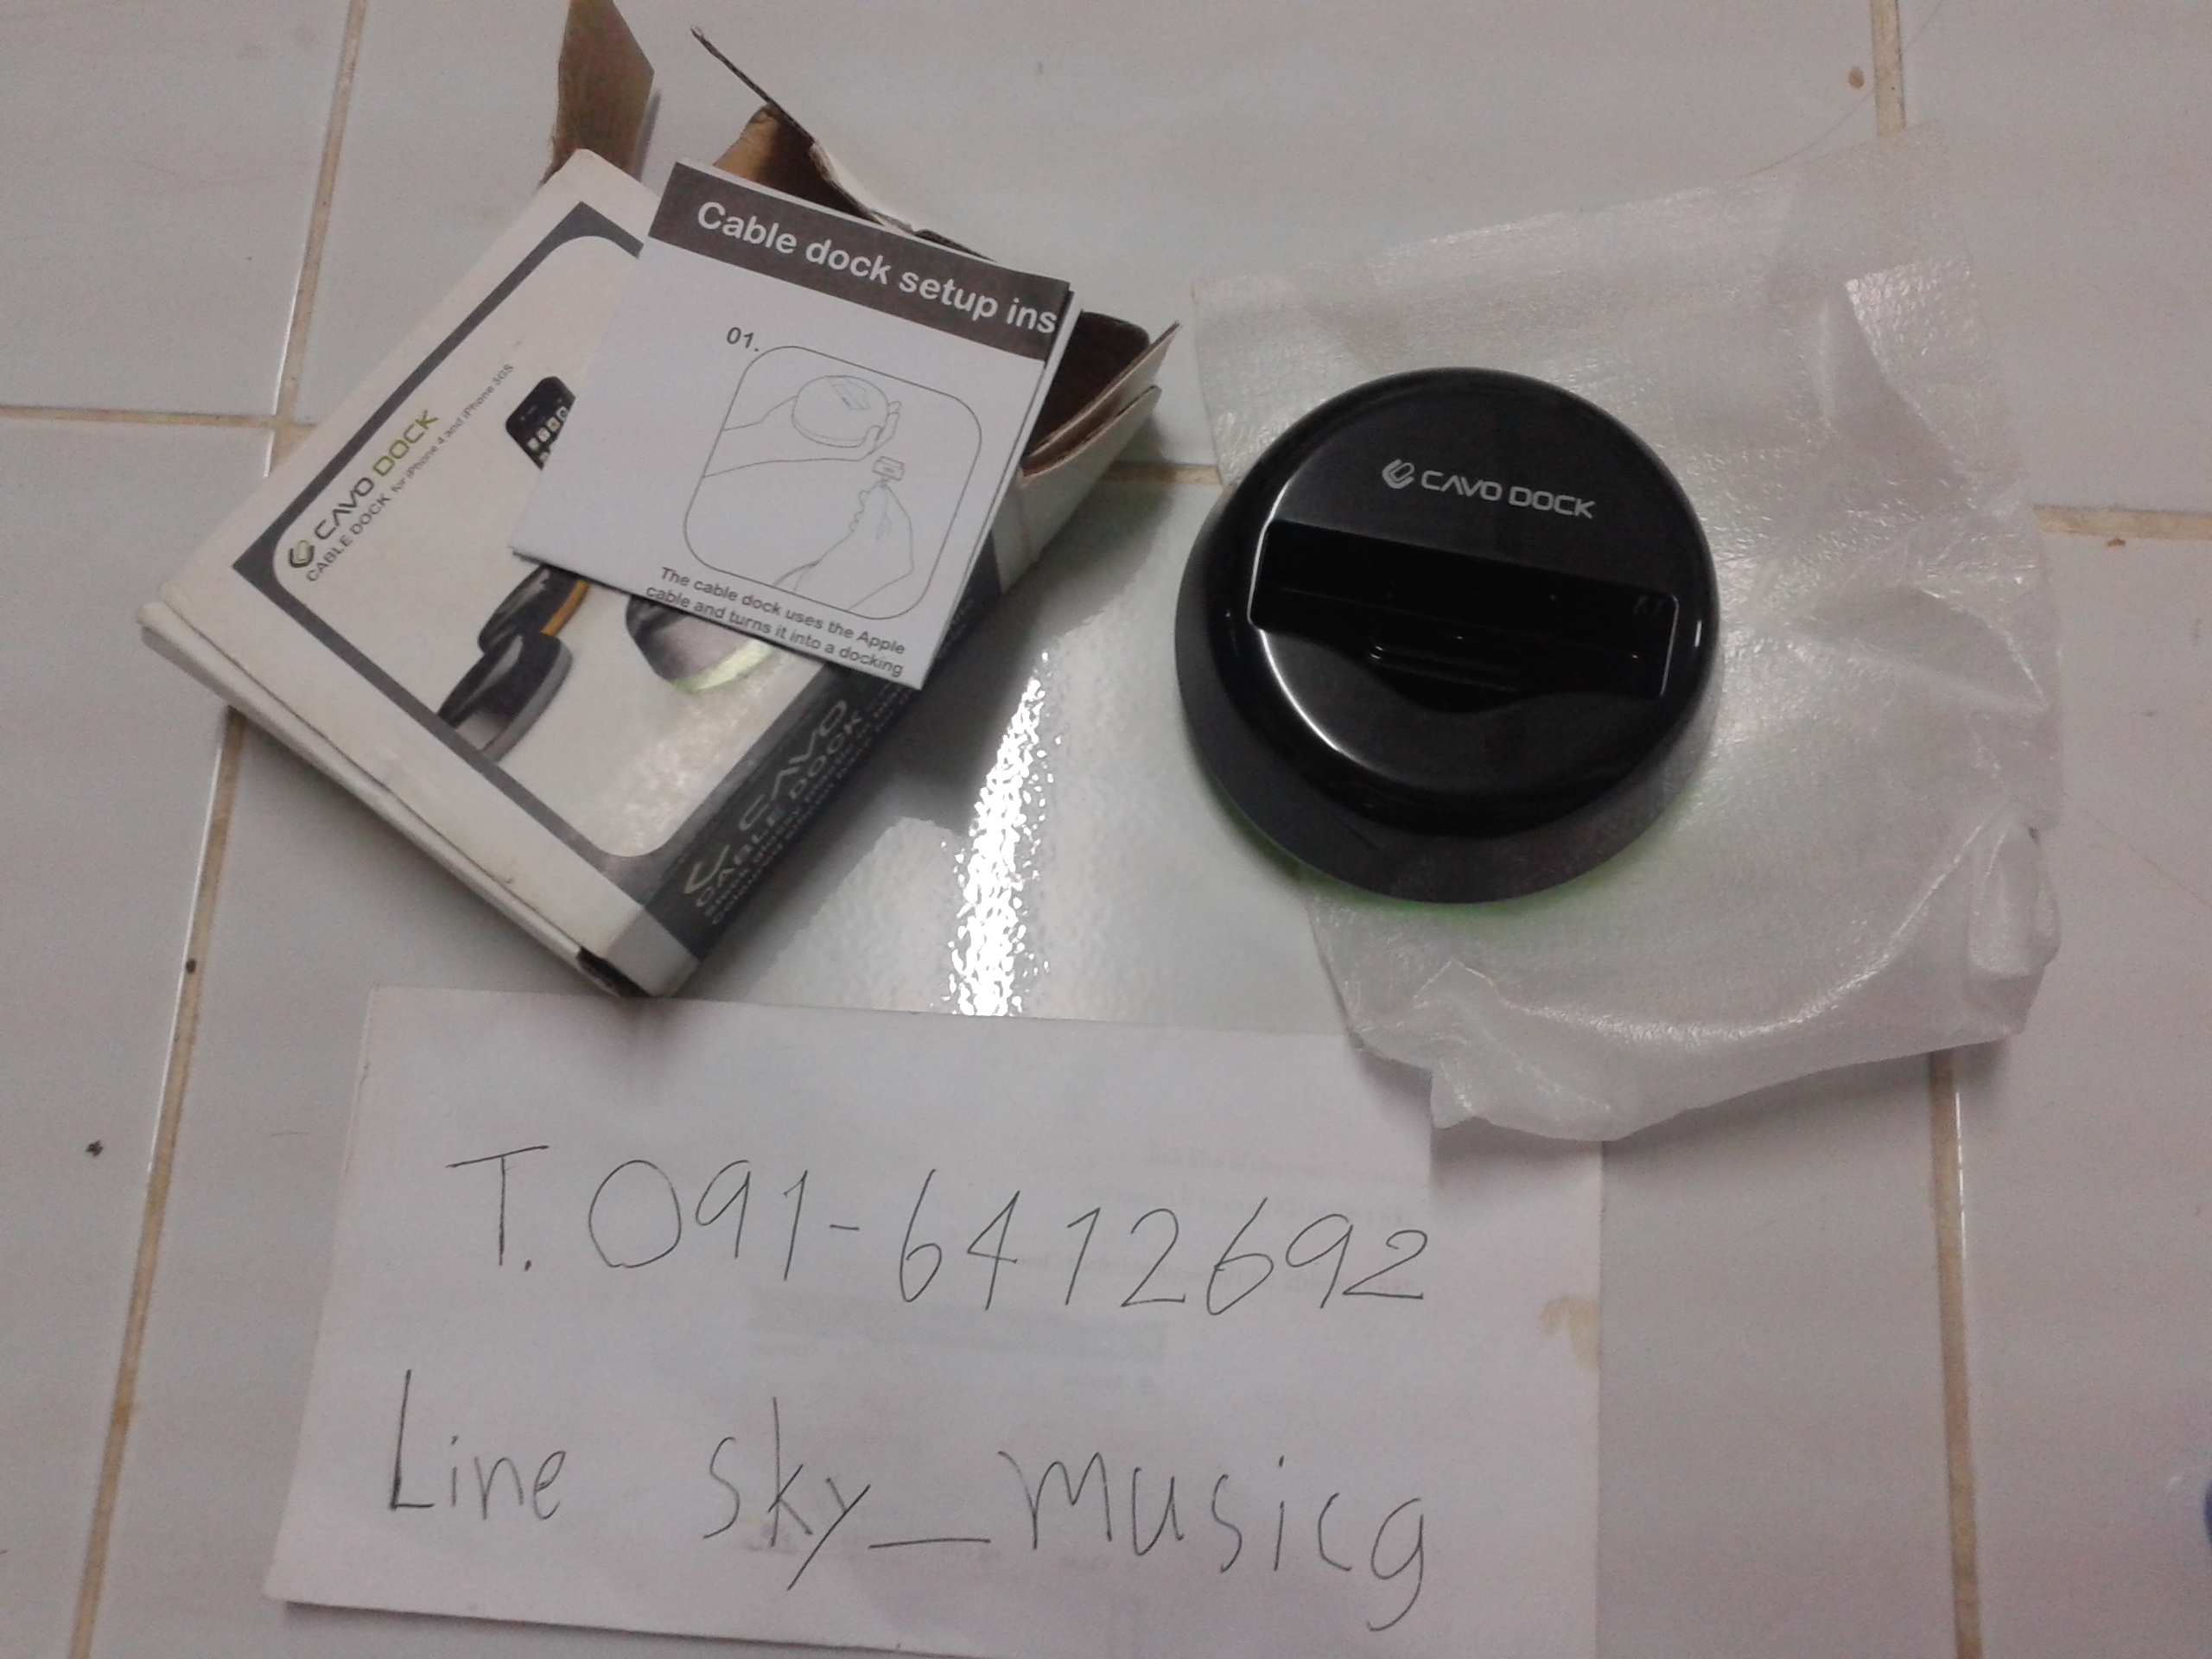 Cable dock setup ins
01.
The cable dock uses the Apple
cable and turns it into a docking
CAVO DOCK
CABLE DOCK for iPhone 4 and iPhone 3GS
CAVO
CABLE DOCK
CAVO DOCK
T. 091-6412692
Line sky_musicg